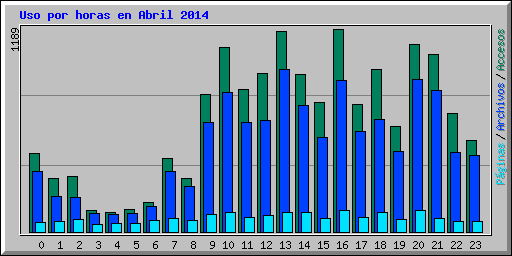 Uso por horas en Abril 2014
1189
Páginas / Archivos / Accesos
0 1 2 3 4 5 6 7 8 9 10 11 12 13 14 15 16 17 18 19 20 21 22 23